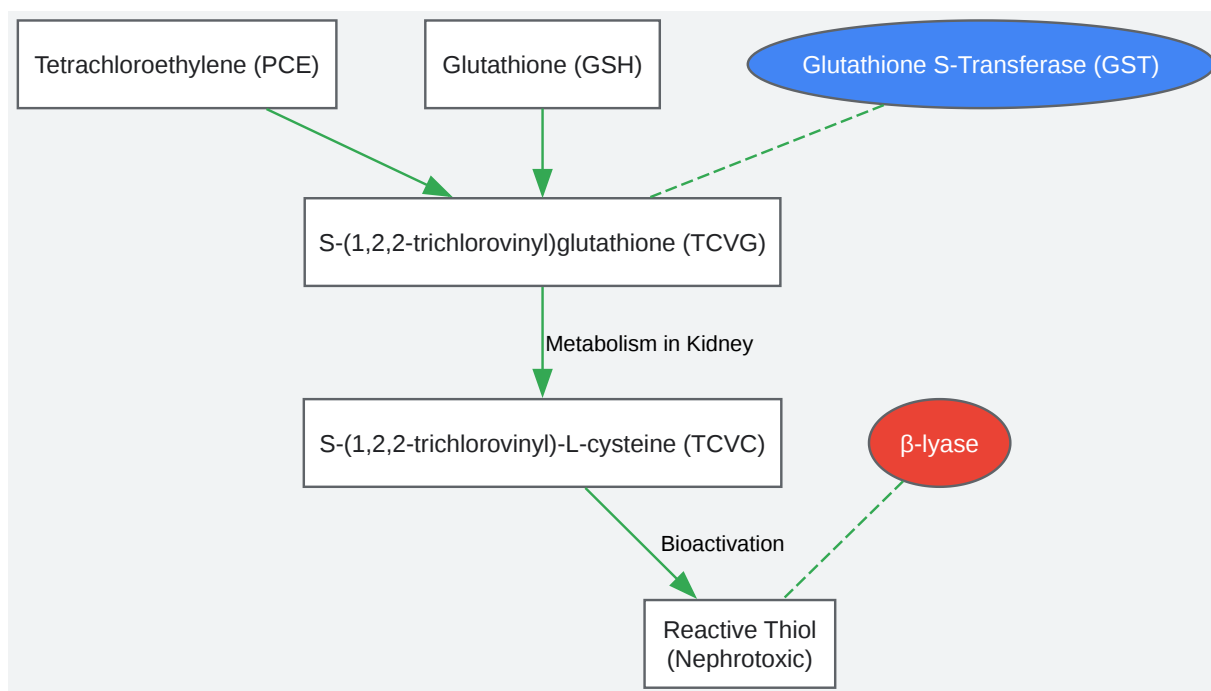 Tetrachloroethylene (PCE)
Glutathione (GSH)
Glutathione S-Transferase (GST)
S-(1,2,2-trichlorovinyl)glutathione (TCVG)
Metabolism in Kidney
S-(1,2,2-trichlorovinyl)-L-cysteine (TCVC)
β-lyase
Bioactivation
Reactive Thiol
(Nephrotoxic)